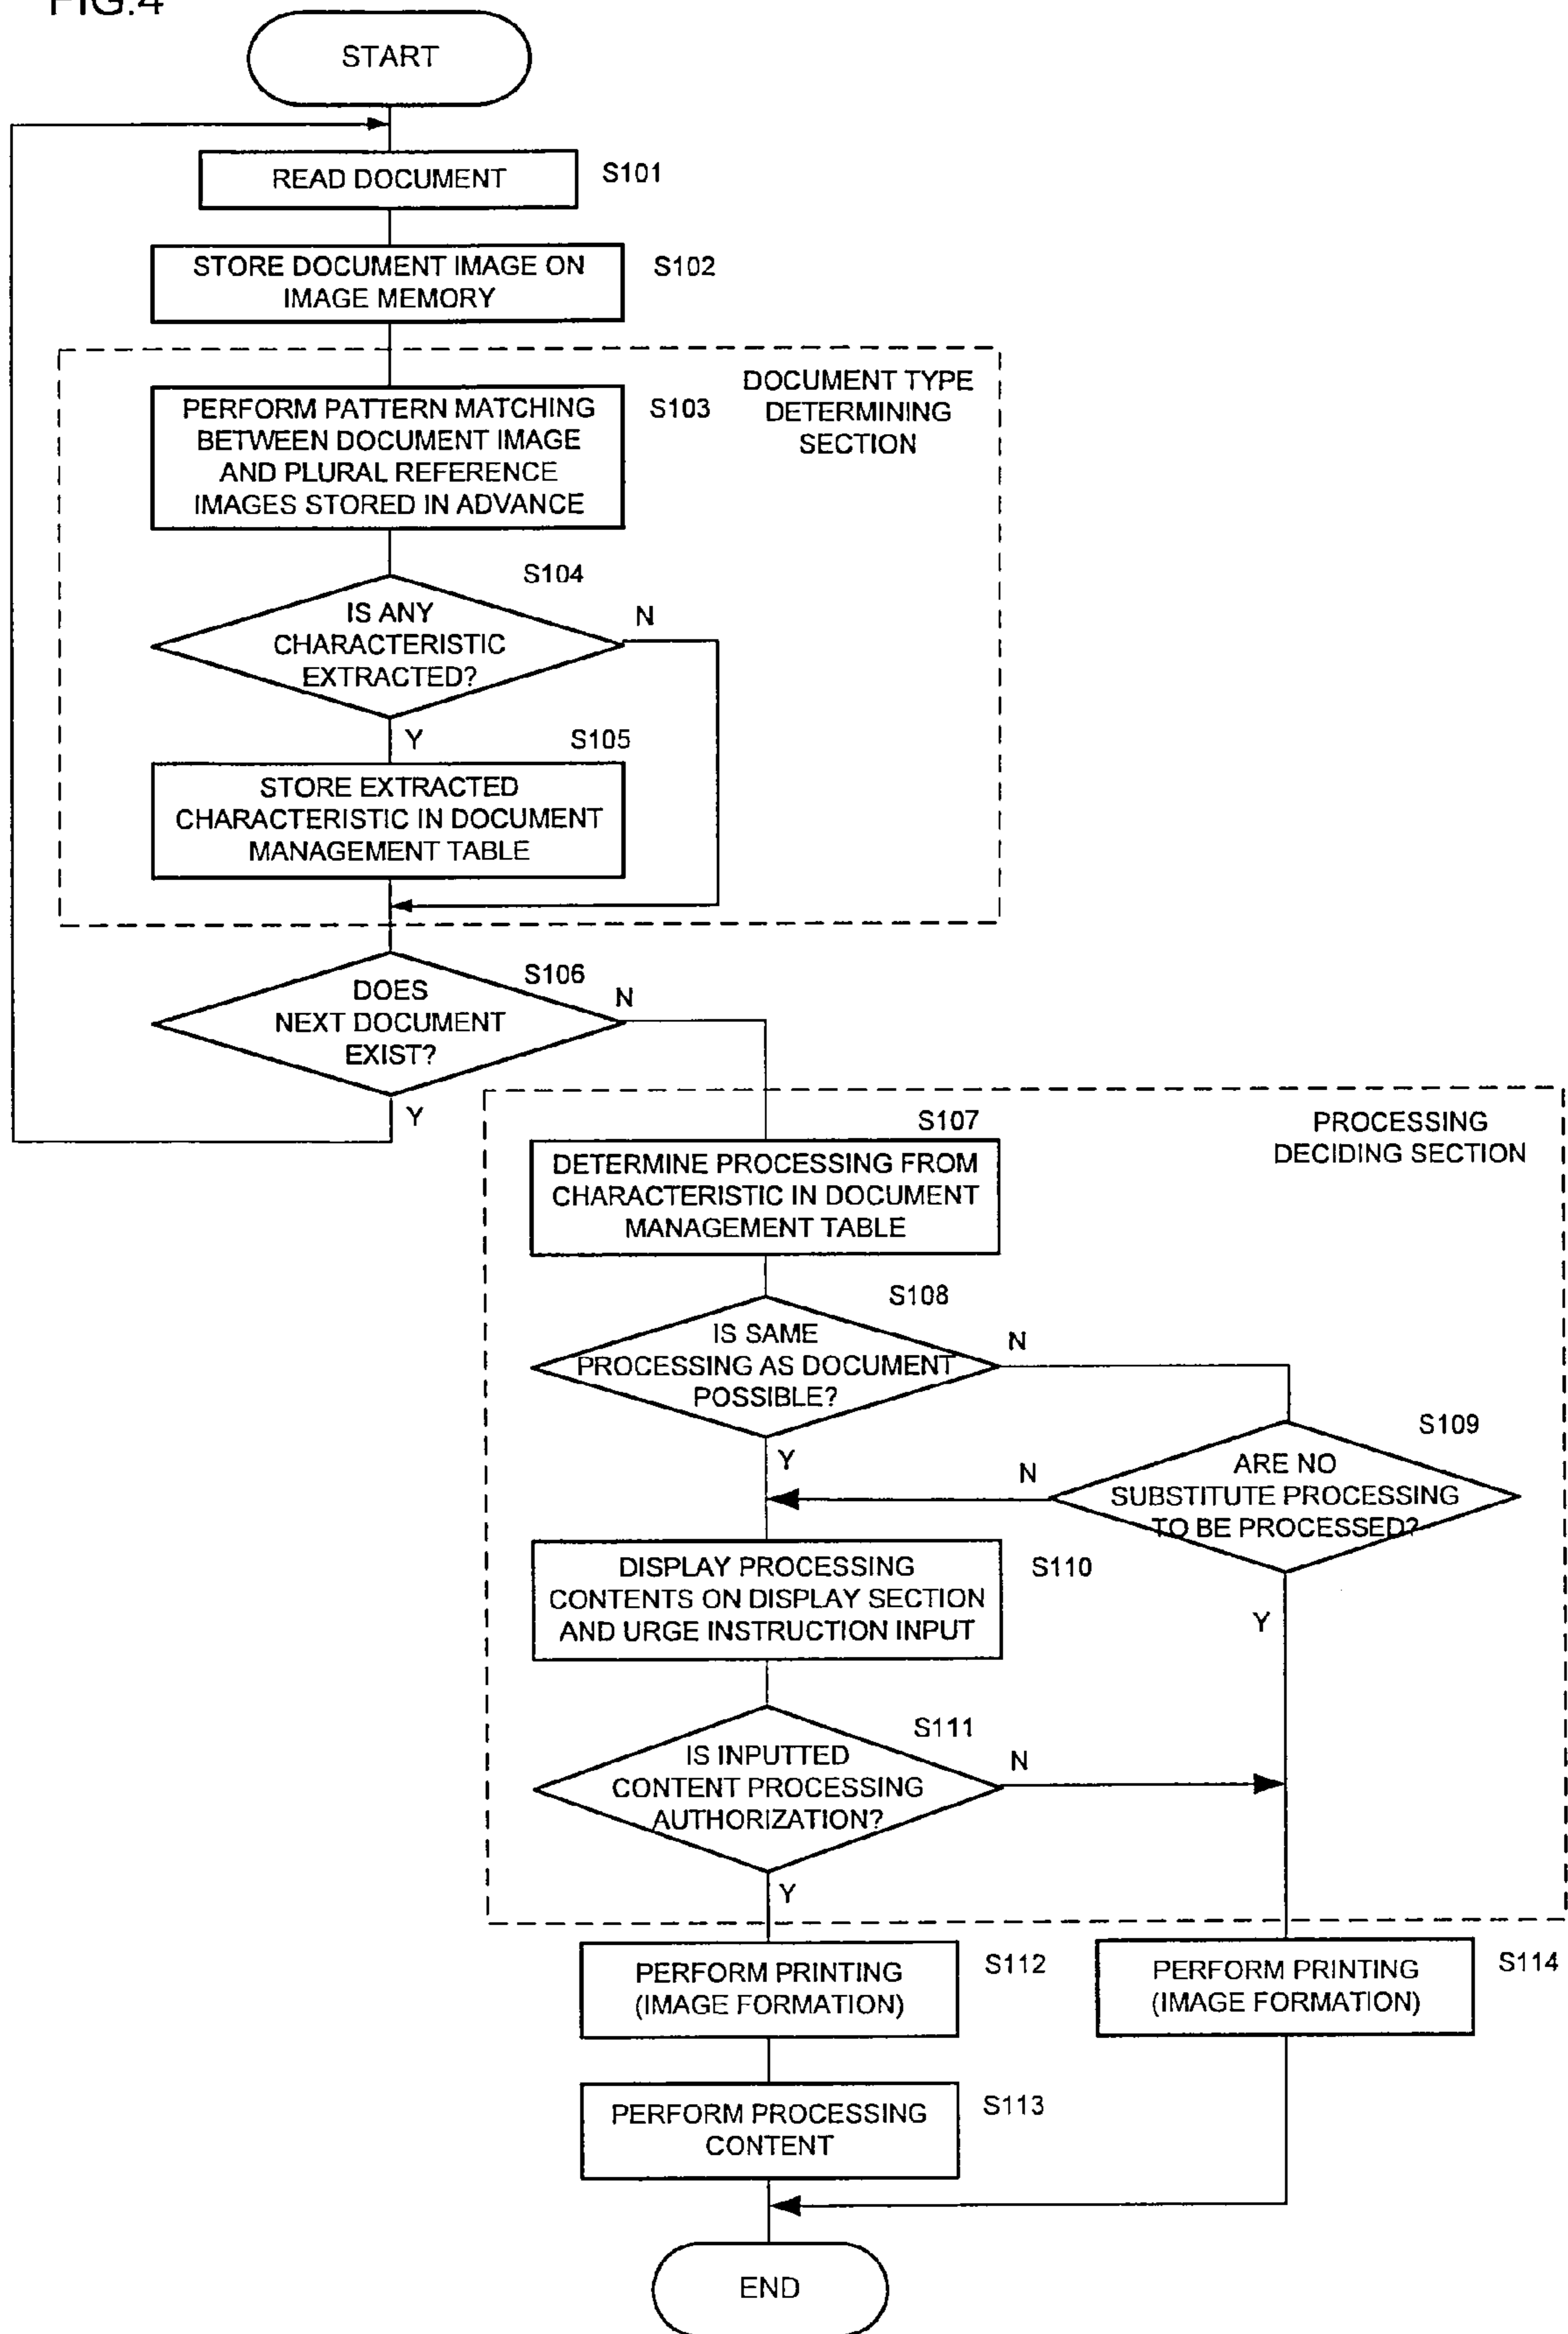 FIG.4
START
READ DOCUMENT
S101
STORE DOCUMENT IMAGE ON
IMAGE MEMORY
S102
DOCUMENT TYPE
DETERMINING
SECTION
PERFORM PATTERN MATCHING
BETWEEN DOCUMENT IMAGE
AND PLURAL REFERENCE
IMAGES STORED IN ADVANCE
S103
S104
IS ANY
CHARACTERISTIC
EXTRACTED?
N
Y
S105
STORE EXTRACTED
CHARACTERISTIC IN DOCUMENT
MANAGEMENT TABLE
S106
DOES
NEXT DOCUMENT
EXIST?
N
Y
PROCESSING
DECIDING SECTION
S107
DETERMINE PROCESSING FROM
CHARACTERISTIC IN DOCUMENT
MANAGEMENT TABLE
S108
IS SAME
PROCESSING AS DOCUMENT
POSSIBLE?
N
Y
S109
ARE NO
SUBSTITUTE PROCESSING
TO BE PROCESSED?
N
Y
DISPLAY PROCESSING
CONTENTS ON DISPLAY SECTION
AND URGE INSTRUCTION INPUT
S110
S111
IS INPUTTED
CONTENT PROCESSING
AUTHORIZATION?
N
Y
PERFORM PRINTING
(IMAGE FORMATION)
S112
PERFORM PRINTING
(IMAGE FORMATION)
S114
PERFORM PROCESSING
CONTENT
S113
END